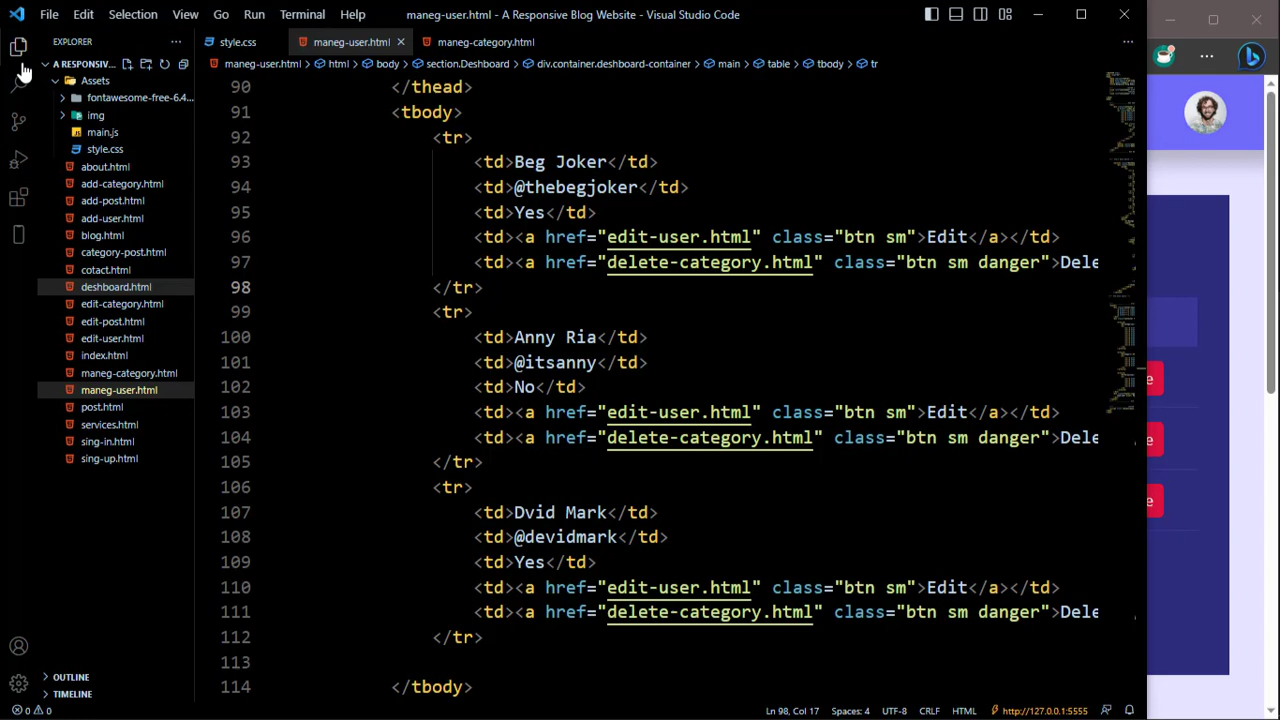 File Edit Selection View Go Run Terminal Help maneg-user.html - A Responsive Blog Website - Visual Studio Code
EXPLORER
style.css maneg-user.html maneg-category.html
A RESPONSIV...
maneg-user.html > html > body > section.Deshboard > div.container.deshboard-container > main > table > tbody > tr
Assets
fontawesome-free-6.4...
img
main.js
style.css
about.html
add-category.html
add-post.html
add-user.html
blog.html
category-post.html
cotact.html
deshboard.html
edit-category.html
edit-post.html
edit-user.html
index.html
maneg-category.html
maneg-user.html
post.html
services.html
sing-in.html
sing-up.html
OUTLINE
TIMELINE
90 </thead>
91 <tbody>
92 <tr>
93 <td>Beg Joker</td>
94 <td>@thebegjoker</td>
95 <td>Yes</td>
96 <td><a href="edit-user.html" class="btn sm">Edit</a></td>
97 <td><a href="delete-category.html" class="btn sm danger">Dele
98 </tr>
99 <tr>
100 <td>Anny Ria</td>
101 <td>@itsanny</td>
102 <td>No</td>
103 <td><a href="edit-user.html" class="btn sm">Edit</a></td>
104 <td><a href="delete-category.html" class="btn sm danger">Dele
105 </tr>
106 <tr>
107 <td>Dvid Mark</td>
108 <td>@devidmark</td>
109 <td>Yes</td>
110 <td><a href="edit-user.html" class="btn sm">Edit</a></td>
111 <td><a href="delete-category.html" class="btn sm danger">Dele
112 </tr>
113
114 </tbody>
e
e
e
0 0 Ln 98, Col 17 Spaces: 4 UTF-8 CRLF HTML http://127.0.0.1:5555